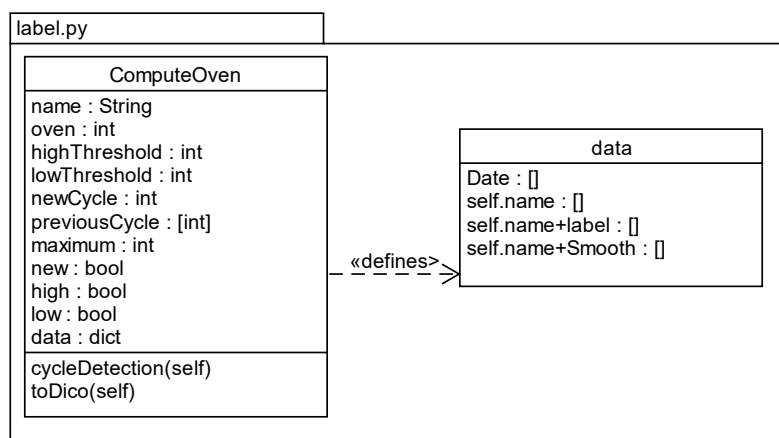 label.py
ComputeOven
name : String
oven : int
highThreshold : int
lowThreshold : int
newCycle : int
previousCycle : [int]
maximum : int
new : bool
high : bool
low : bool
data : dict
cycleDetection(self)
toDico(self)
«defines>
data
Date : []
self.name : []
self.name+label : []
self.name+Smooth : []